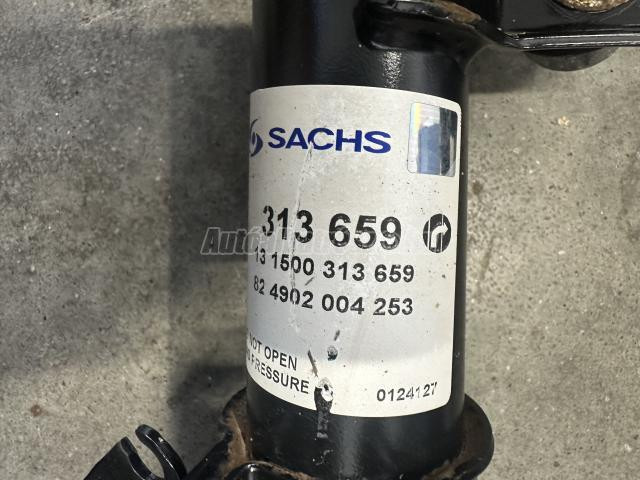 SACHS
313 659
13 1500 313 659
82 4902 004 253
NOT OPEN
PRESSURE
0124127